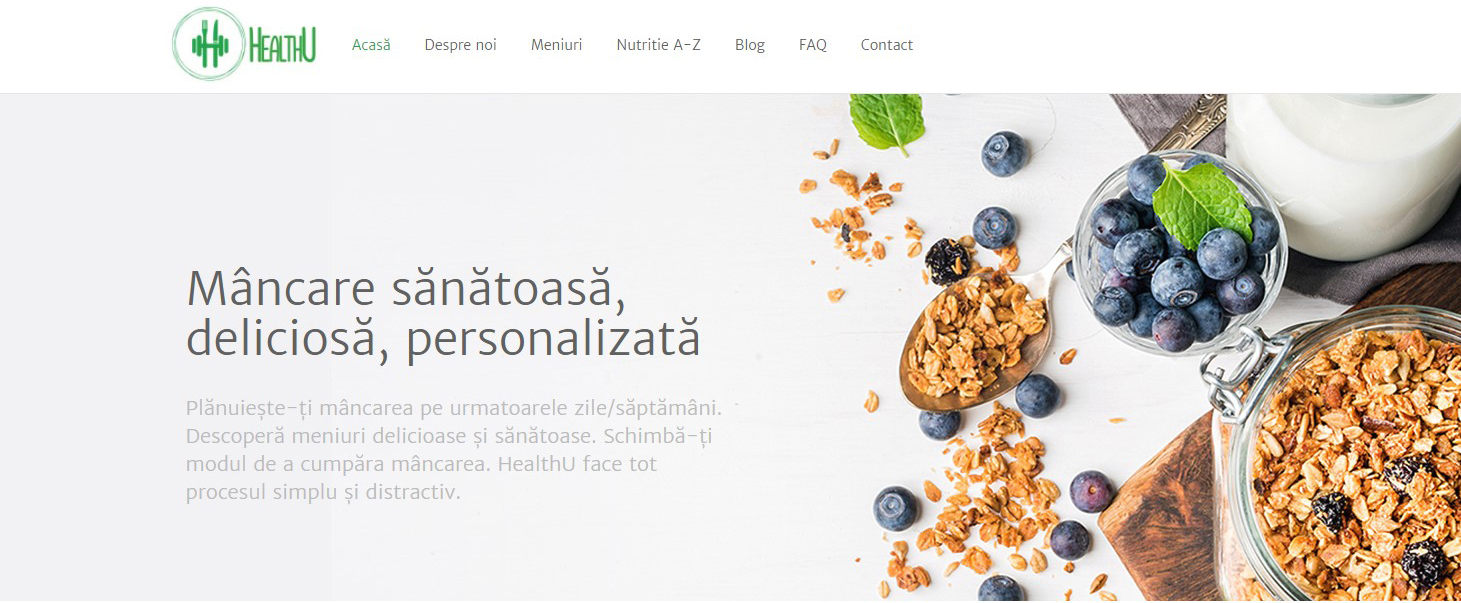 HEALTHU
Acasă
Despre noi
Meniuri
Nutritie A-Z
Blog
FAQ
Contact
Mâncare sănătoasă,
deliciosă, personalizată
Plănuiește-ți mâncarea pe urmatoarele zile/săptămâni.
Descoperă meniuri delicioase și sănătoase. Schimbă-ți
modul de a cumpăra mâncarea. HealthU face tot
procesul simplu și distractiv.